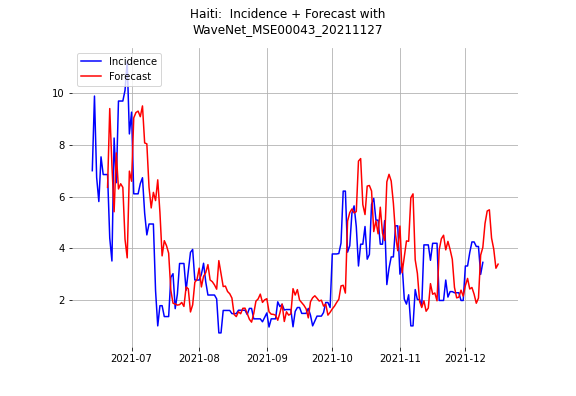 Haiti:  Incidence + Forecast with
WaveNet_MSE00043_20211127
Incidence
Forecast
10
8
6
4
2
2021-07
2021-08
2021-09
2021-10
2021-11
2021-12